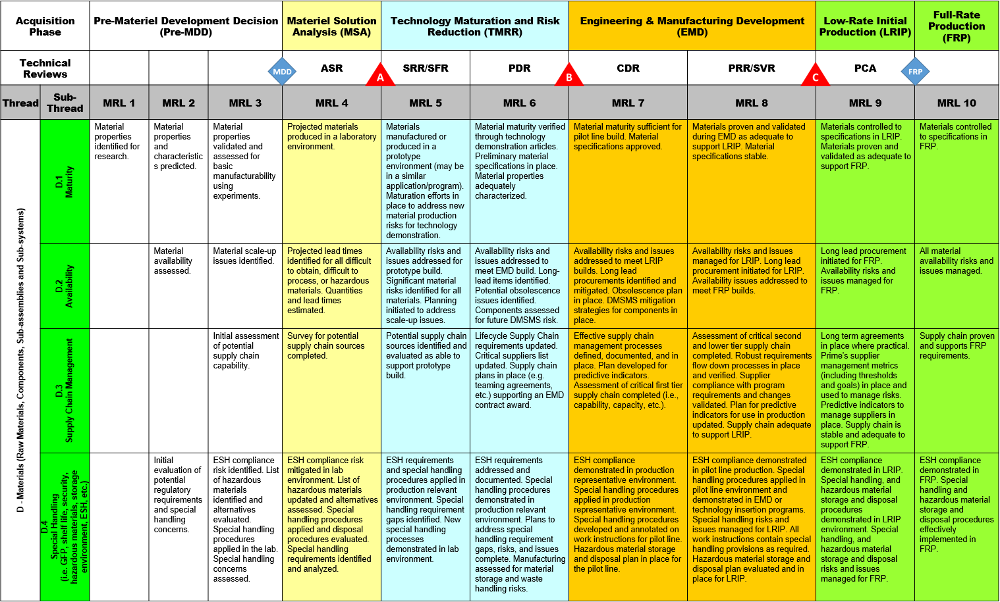 Acquisition
Phase
Pre-Materiel Development Decision
(Pre-MDD)
Materiel Solution
Analysis (MSA)
Technology Maturation and Risk
Reduction (TMRR)
Engineering & Manufacturing Development
(EMD)
Low-Rate Initial
Production (LRIP)
Full-Rate
Production
(FRP)
Technical
Reviews
MDD
ASR
A
SRR/SFR
PDR
B
CDR
PRR/SVR
C
PCA
FRP
Thread
Sub-
Thread
MRL 1
MRL 2
MRL 3
MRL 4
MRL 5
MRL 6
MRL 7
MRL 8
MRL 9
MRL 10
D - Materials (Raw Materials, Components, Sub-assemblies and Sub-systems)
D.1
Maturity
Material
properties
identified for
research.
Material
properties
and
characteristic
s predicted.
Material
properties
validated and
assessed for
basic
manufacturability
using
experiments.
Projected materials
produced in a laboratory
environment.
Materials
manufactured or
produced in a
prototype
environment (may be
in a similar
application/program).
Maturation efforts in
place to address new
material production
risks for technology
demonstration.
Material maturity verified
through technology
demonstration articles.
Preliminary material
specifications in place.
Material properties
adequately
characterized.
Material maturity sufficient for
pilot line build. Material
specifications approved.
Materials proven and validated
during EMD as adequate to
support LRIP. Material
specifications stable.
Materials controlled to
specifications in LRIP.
Materials proven and
validated as adequate to
support FRP.
Materials controlled
to specifications in
FRP.
D.2
Availability
Material
availability
assessed.
Material scale-up
issues identified.
Projected lead times
identified for all difficult
to obtain, difficult to
process, or hazardous
materials. Quantities
and lead times
estimated.
Availability risks and
issues addressed for
prototype build.
Significant material
risks identified for all
materials. Planning
initiated to address
scale-up issues.
Availability risks and
issues addressed to
meet EMD build. Long-
lead items identified.
Potential obsolescence
issues identified.
Components assessed
for future DMSMS risk.
Availability risks and issues
addressed to meet LRIP
builds. Long lead
procurements identified and
mitigated. Obsolescence plan
in place. DMSMS mitigation
strategies for components in
place.
Availability risks and issues
managed for LRIP. Long lead
procurement initiated for LRIP.
Availability issues addressed to
meet FRP builds.
Long lead procurement
initiated for FRP.
Availability risks and
issues managed for
FRP.
All material
availability risks and
issues managed.
D.3
Supply Chain Management
Initial assessment
of potential
supply chain
capability.
Survey for potential
supply chain sources
completed.
Potential supply chain
sources identified and
evaluated as able to
support prototype
build.
Lifecycle Supply Chain
requirements updated.
Critical suppliers list
updated. Supply chain
plans in place (e.g.
teaming agreements,
etc.) supporting an EMD
contract award.
Effective supply chain
management processes
defined, documented, and in
place. Plan developed for
predictive indicators.
Assessment of critical first tier
supply chain completed (i.e.,
capability, capacity, etc.).
Assessment of critical second
and lower tier supply chain
completed. Robust requirements
flow down processes in place
and verified. Supplier
compliance with program
requirements and changes
validated. Plan for predictive
indicators for use in production
updated. Supply chain adequate
to support LRIP.
Long term agreements
in place where practical.
Prime's supplier
management metrics
(including thresholds
and goals) in place and
used to manage risks.
Predictive indicators to
manage suppliers in
place. Supply chain is
stable and adequate to
support FRP.
Supply chain proven
and supports FRP
requirements.
D.4
Special Handling
(i.e. GFP, shelf life, security,
hazardous materials, storage
environment, ESH, etc.)
Initial
evaluation of
potential
regulatory
requirements
and special
handling
concerns.
ESH compliance
risk identified. List
of hazardous
materials
identified and
alternatives
evaluated.
Special handling
procedures
applied in the lab.
Special handling
concerns
assessed.
ESH compliance risk
mitigated in lab
environment. List of
hazardous materials
updated and alternatives
assessed. Special
handling procedures
applied and disposal
procedures evaluated.
Special handling
requirements identified
and analyzed.
ESH requirements
and special handling
procedures applied in
production relevant
environment. Special
handling requirement
gaps identified. New
special handling
processes
demonstrated in lab
environment.
ESH requirements
addressed and
documented. Special
handling procedures
demonstrated in
production relevant
environment. Plans to
address special
handling requirement
gaps, risks, and issues
complete. Manufacturing
assessed for material
storage and waste
handling risks.
ESH compliance
demonstrated in production
representative environment.
Special handling procedures
applied in production
representative environment.
Special handling procedures
developed and annotated on
work instructions for pilot line.
Hazardous material storage
and disposal plan in place for
the pilot line.
ESH compliance demonstrated
in pilot line production. Special
handling procedures applied in
pilot line environment and
demonstrated in EMD or
technology insertion programs.
Special handling risks and
issues managed for LRIP. All
work instructions contain special
handling provisions as required.
Hazardous material storage and
disposal plan evaluated and in
place for LRIP.
ESH compliance
demonstrated in LRIP.
Special handling, and
hazardous material
storage and disposal
procedures
demonstrated in LRIP
environment. Special
handling, and
hazardous material
storage and disposal
risks and issues
managed for FRP.
ESH compliance
demonstrated in
FRP. Special
handling and
hazardous material
storage and
disposal procedures
effectively
implemented in
FRP.